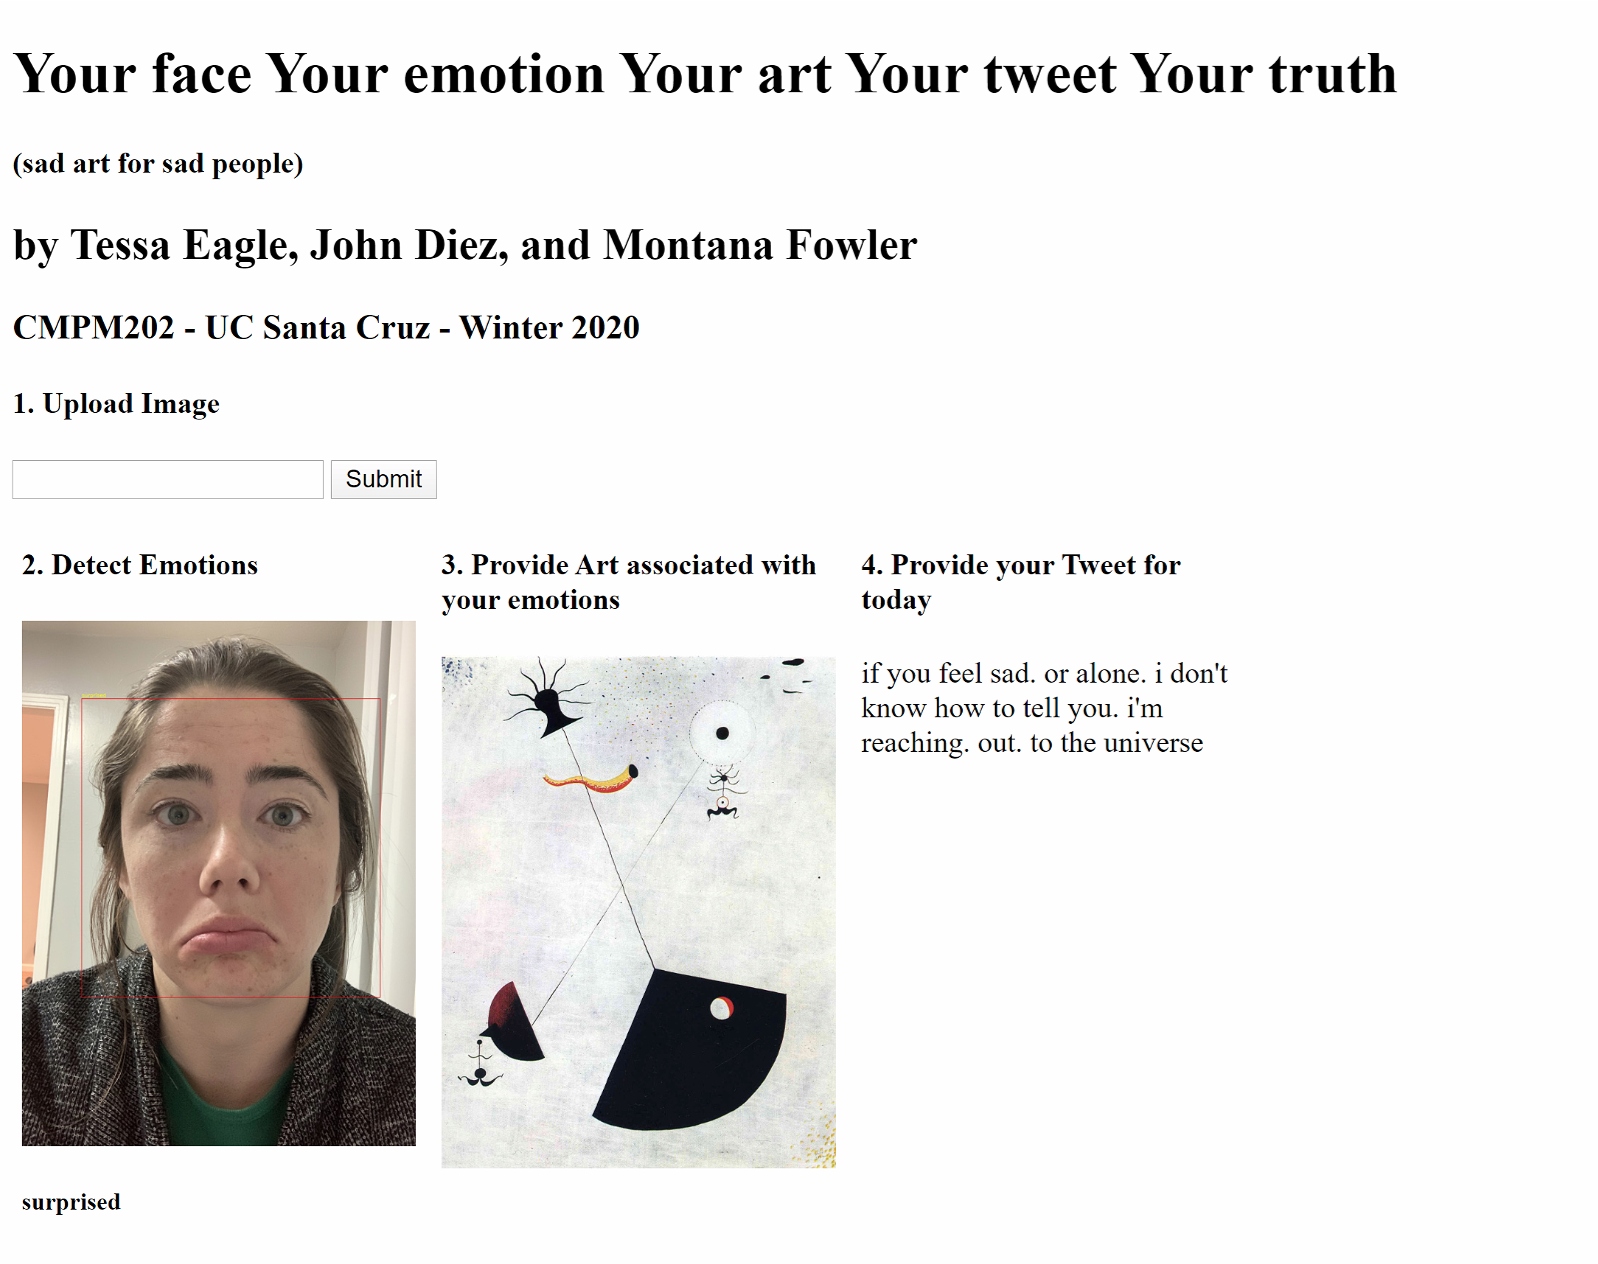 Your face Your emotion Your art Your tweet Your truth
(sad art for sad people)
by Tessa Eagle, John Diez, and Montana Fowler
CMPM202 - UC Santa Cruz - Winter 2020
1. Upload Image
Submit
2. Detect Emotions
surprised
3. Provide Art associated with
your emotions
4. Provide your Tweet for
today
if you feel sad. or alone. i don't
know how to tell you. i'm
reaching. out. to the universe